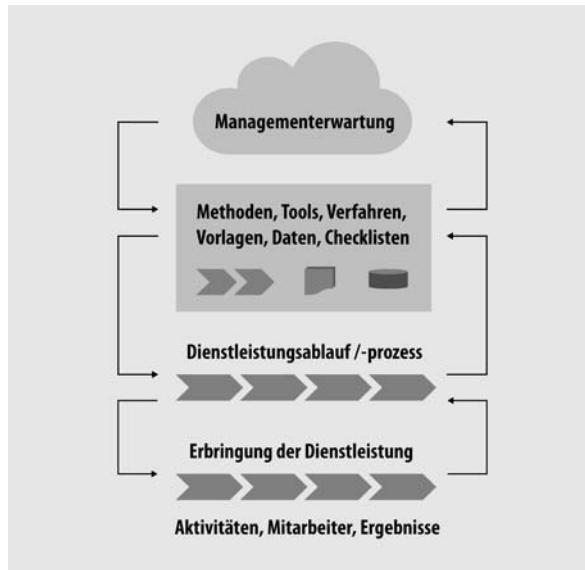 Managementerwartung
Methoden, Tools, Verfahren,
Vorlagen, Daten, Checklisten
Dienstleistungsablauf /-prozess
Erbringung der Dienstleistung
Aktivitäten, Mitarbeiter, Ergebnisse